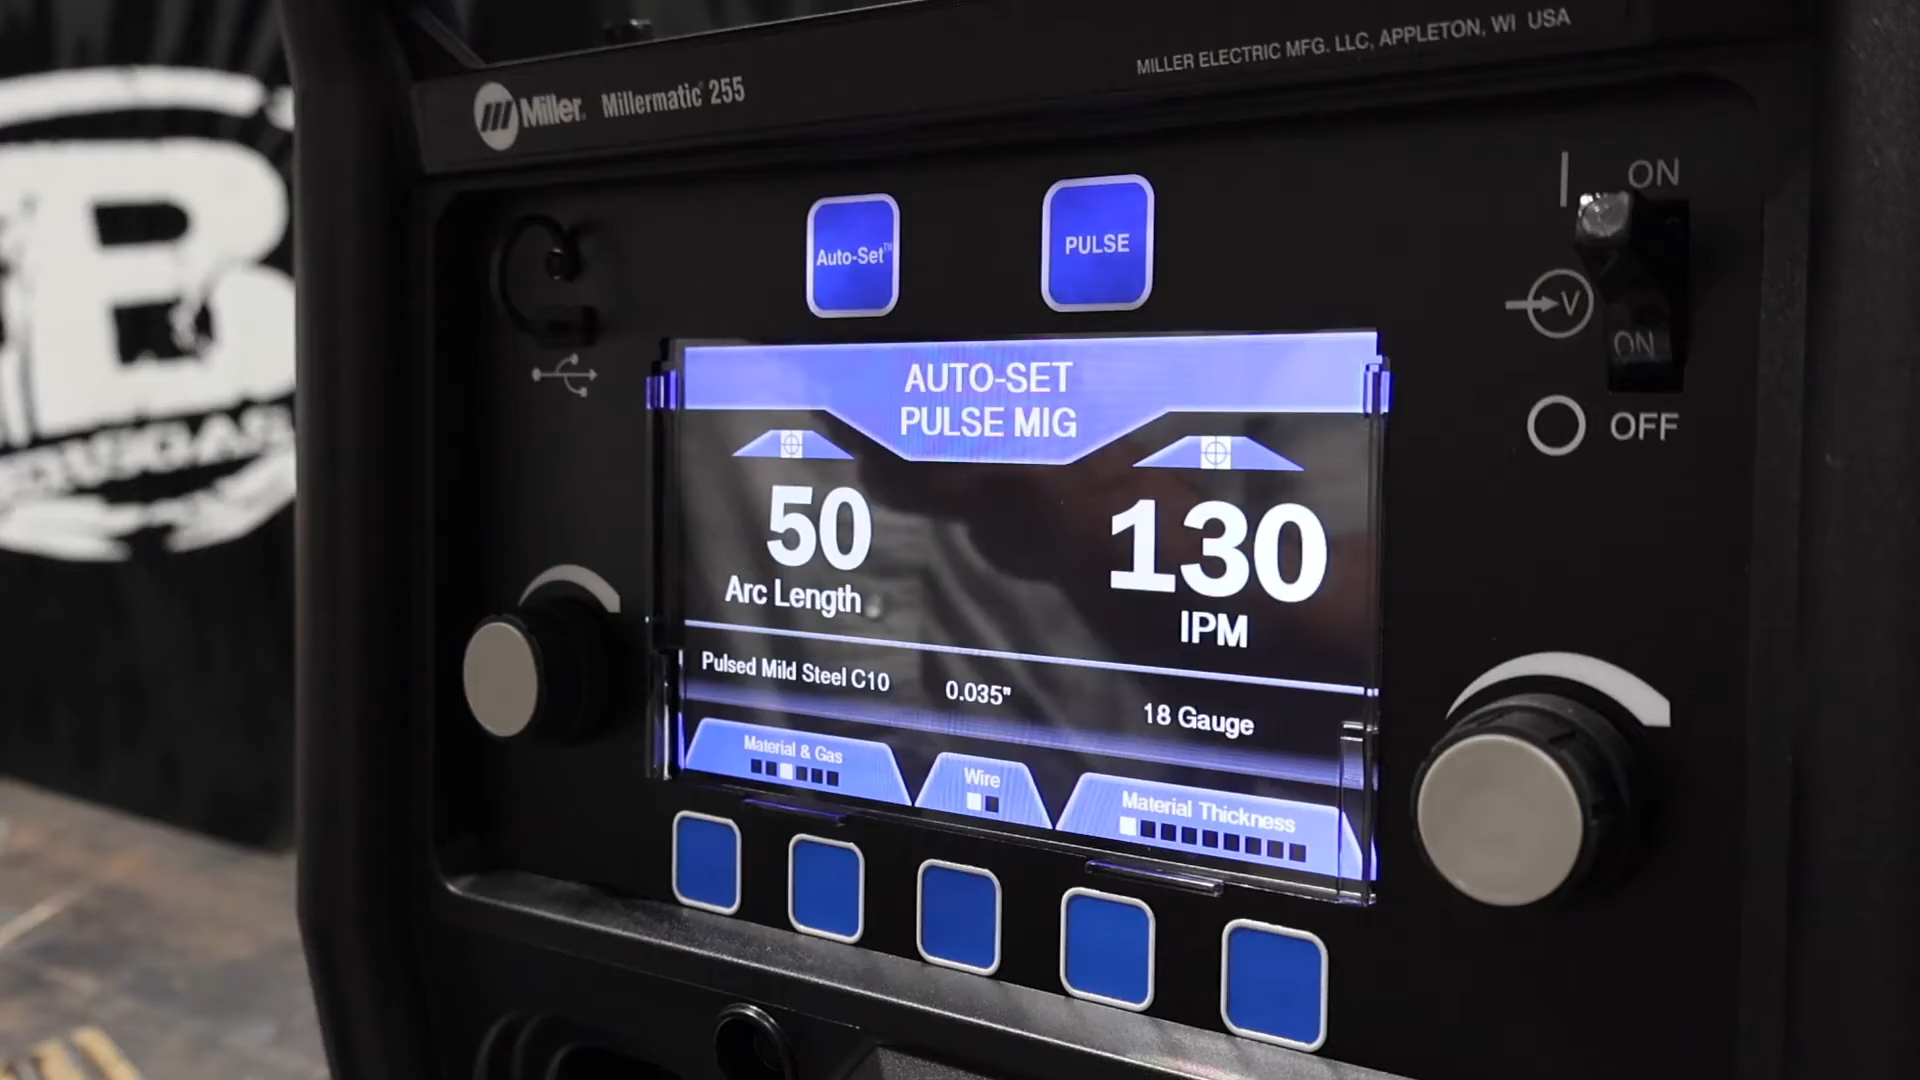 MILLER ELECTRIC MFG. LLC, APPLETON, WI USA
Miller® Millermatic® 255
ON
Auto-Set™
PULSE
V
ON
OFF
AUTO-SET
PULSE MIG
50
130
Arc Length
IPM
Pulsed Mild Steel C10
0.035"
18 Gauge
Material & Gas
Wire
Material Thickness
B